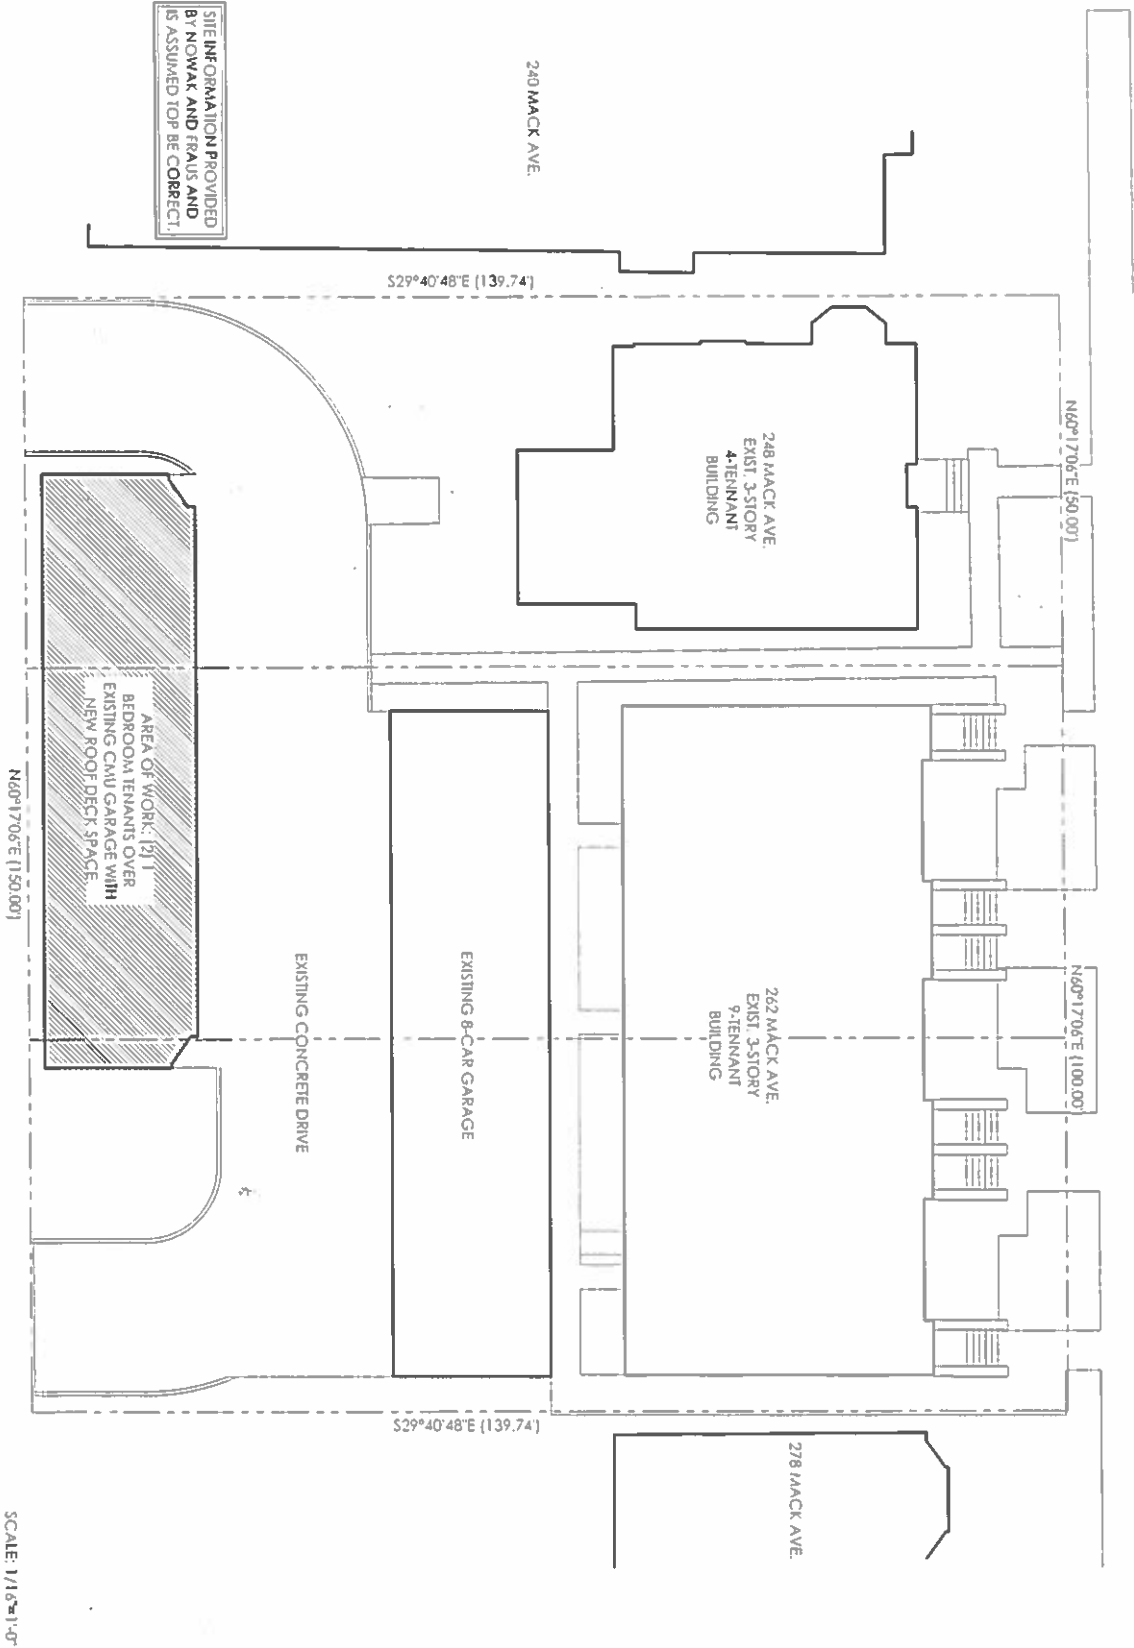 SITE INFORMATION PROVIDED
BY NOWAK AND FRAUS AND
IS ASSUMED TOP BE CORRECT.
240 MACK AVE.
S29°40'48"E (139.74')
N60°17'06"E (50.00')
248 MACK AVE.
EXIST. 3-STORY
4-TENNANT
BUILDING
AREA OF WORK: (2) 1
BEDROOM TENANTS OVER
EXISTING CMU GARAGE WITH
NEW ROOF DECK SPACE.
N60°17'06"E (150.00')
EXISTING CONCRETE DRIVE
EXISTING 8-CAR GARAGE
262 MACK AVE.
EXIST. 3-STORY
9-TENNANT
BUILDING
N60°17'06"E (100.00'
S29°40'48"E (139.74')
278 MACK AVE.
SCALE: 1/16"=1'-0"